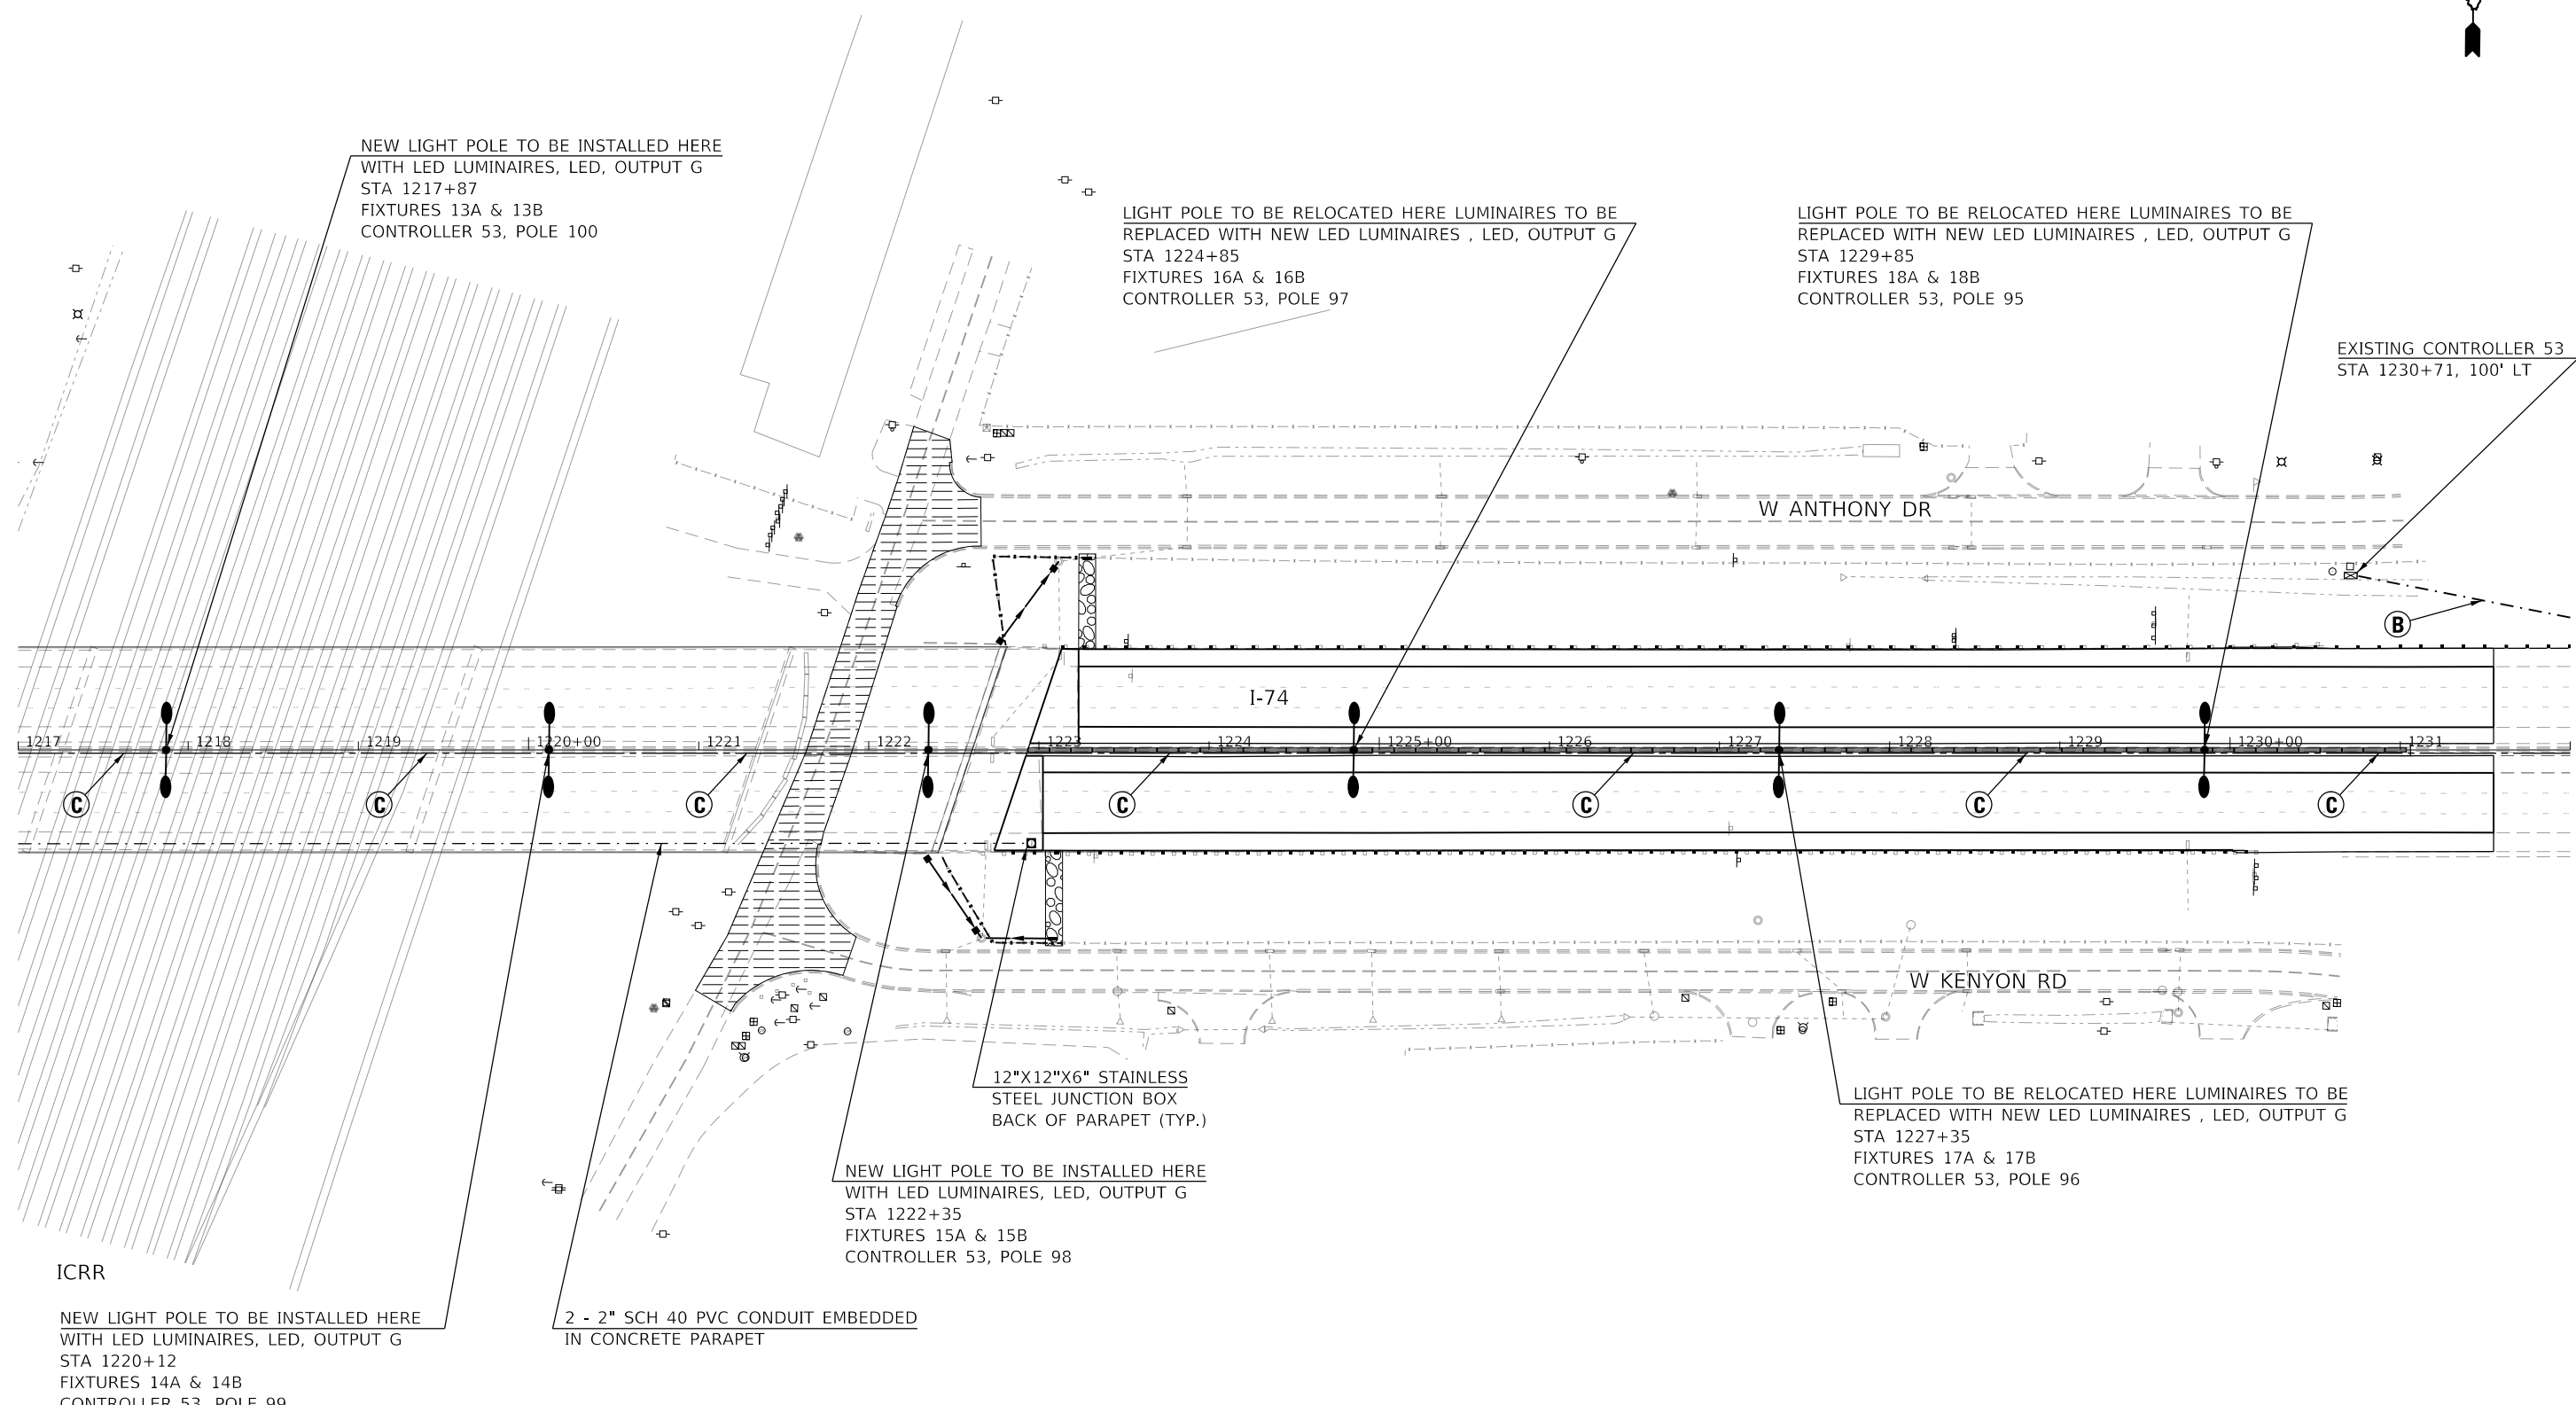 NEW LIGHT POLE TO BE INSTALLED HERE
WITH LED LUMINAIRES, LED, OUTPUT G
STA 1217+87
FIXTURES 13A & 13B
CONTROLLER 53, POLE 100
LIGHT POLE TO BE RELOCATED HERE LUMINAIRES TO BE
REPLACED WITH NEW LED LUMINAIRES , LED, OUTPUT G
STA 1224+85
FIXTURES 16A & 16B
CONTROLLER 53, POLE 97
LIGHT POLE TO BE RELOCATED HERE LUMINAIRES TO BE
REPLACED WITH NEW LED LUMINAIRES , LED, OUTPUT G
STA 1229+85
FIXTURES 18A & 18B
CONTROLLER 53, POLE 95
EXISTING CONTROLLER 53
STA 1230+71, 100' LT
W ANTHONY DR
B
I-74
1217 1218 1219 1220+00 1221 1222 1223 1224 1225+00 1226 1227 1228 1229 1230+00 1231
C C C C C C C
W KENYON RD
12"X12"X6" STAINLESS
STEEL JUNCTION BOX
BACK OF PARAPET (TYP.)
LIGHT POLE TO BE RELOCATED HERE LUMINAIRES TO BE
REPLACED WITH NEW LED LUMINAIRES , LED, OUTPUT G
STA 1227+35
FIXTURES 17A & 17B
CONTROLLER 53, POLE 96
NEW LIGHT POLE TO BE INSTALLED HERE
WITH LED LUMINAIRES, LED, OUTPUT G
STA 1222+35
FIXTURES 15A & 15B
CONTROLLER 53, POLE 98
ICRR
NEW LIGHT POLE TO BE INSTALLED HERE
WITH LED LUMINAIRES, LED, OUTPUT G
STA 1220+12
FIXTURES 14A & 14B
CONTROLLER 53, POLE 99
2 - 2" SCH 40 PVC CONDUIT EMBEDDED
IN CONCRETE PARAPET